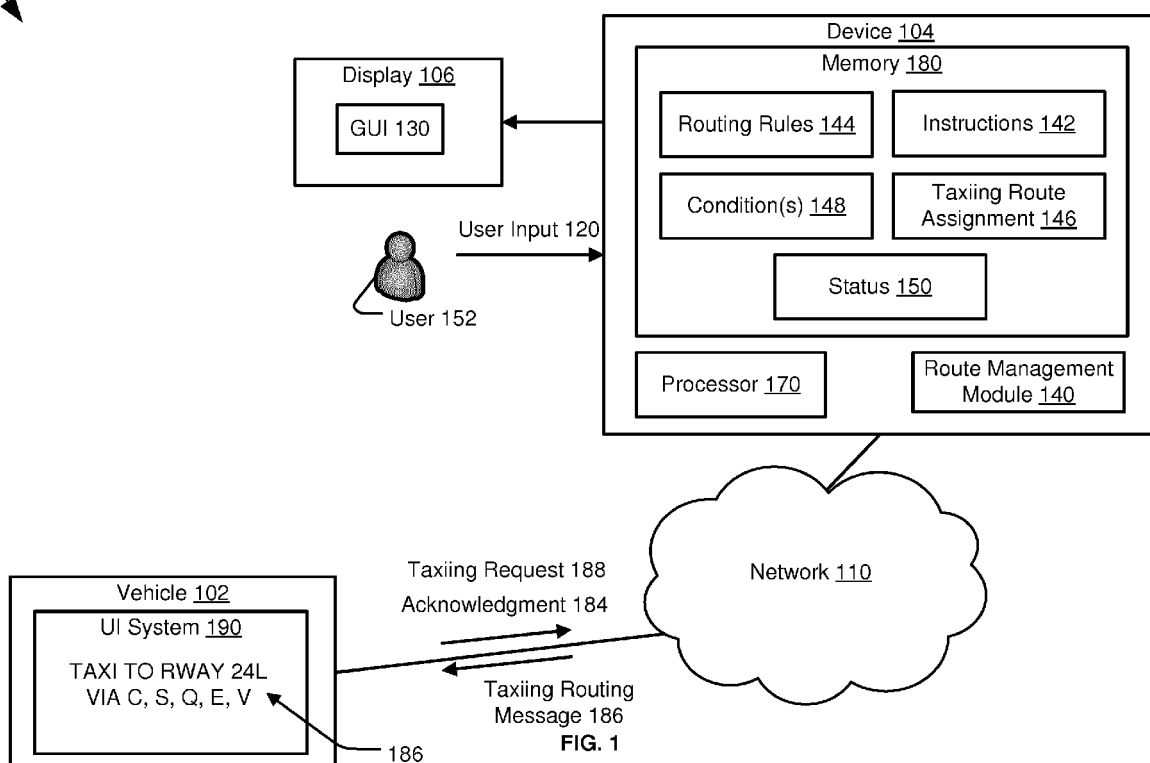 Device 104
Memory 180
Display 106
GUI 130
Routing Rules 144
Instructions 142
Condition(s) 148
Taxiing Route
Assignment 146
User Input 120
Status 150
User 152
Processor 170
Route Management
Module 140
Network 110
Taxiing Request 188
Acknowledgment 184
Vehicle 102
UI System 190
TAXI TO RWAY 24L
VIA C, S, Q, E, V
Taxiing Routing
Message 186
186
FIG. 1